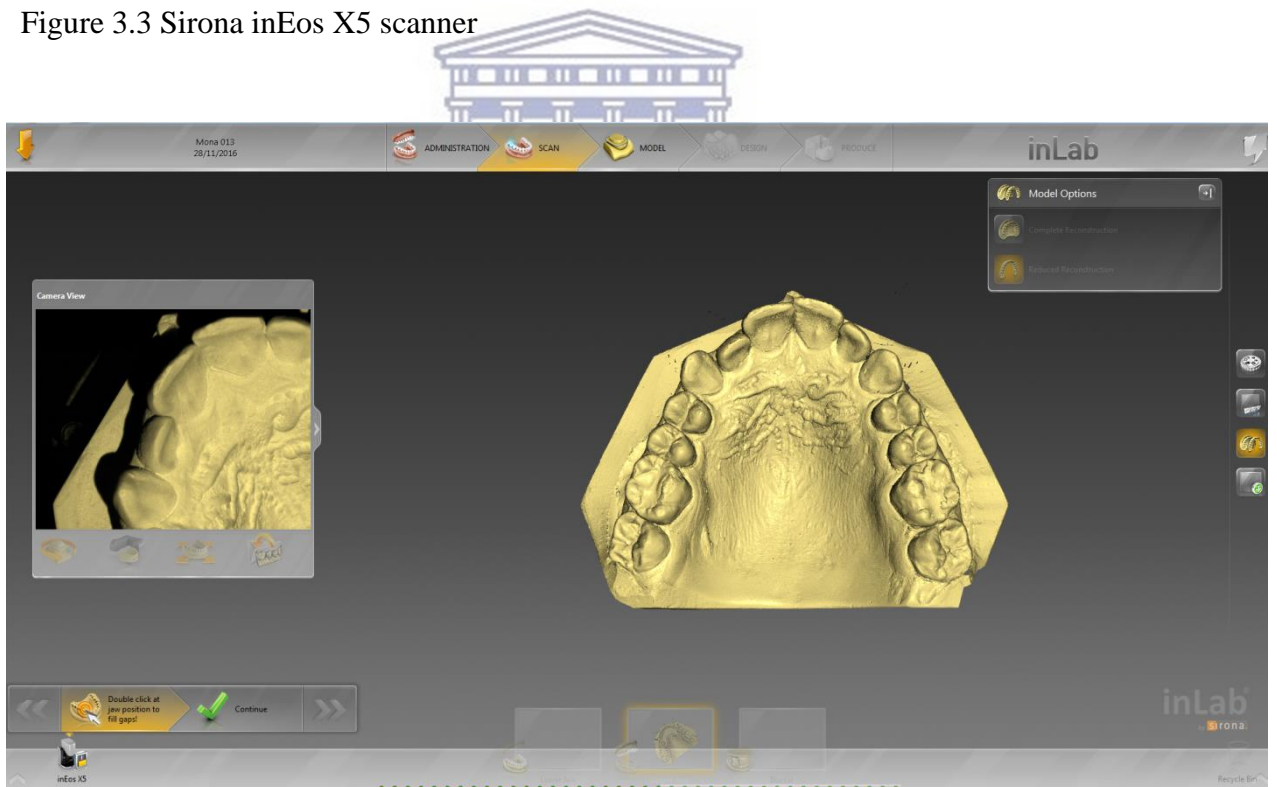 Figure 3.3 Sirona inEos X5 scanner
Mona 013
28/11/2016
ADMINISTRATION
SCAN
MODEL
DESIGN
PRODUCE
inLab
Model Options
Complete Reconstruction
Reduced Reconstruction
Camera View
Double click at
jaw position to
fill gaps!
Continue
inLab
by sirona.
inEos X5
Recycle Bin